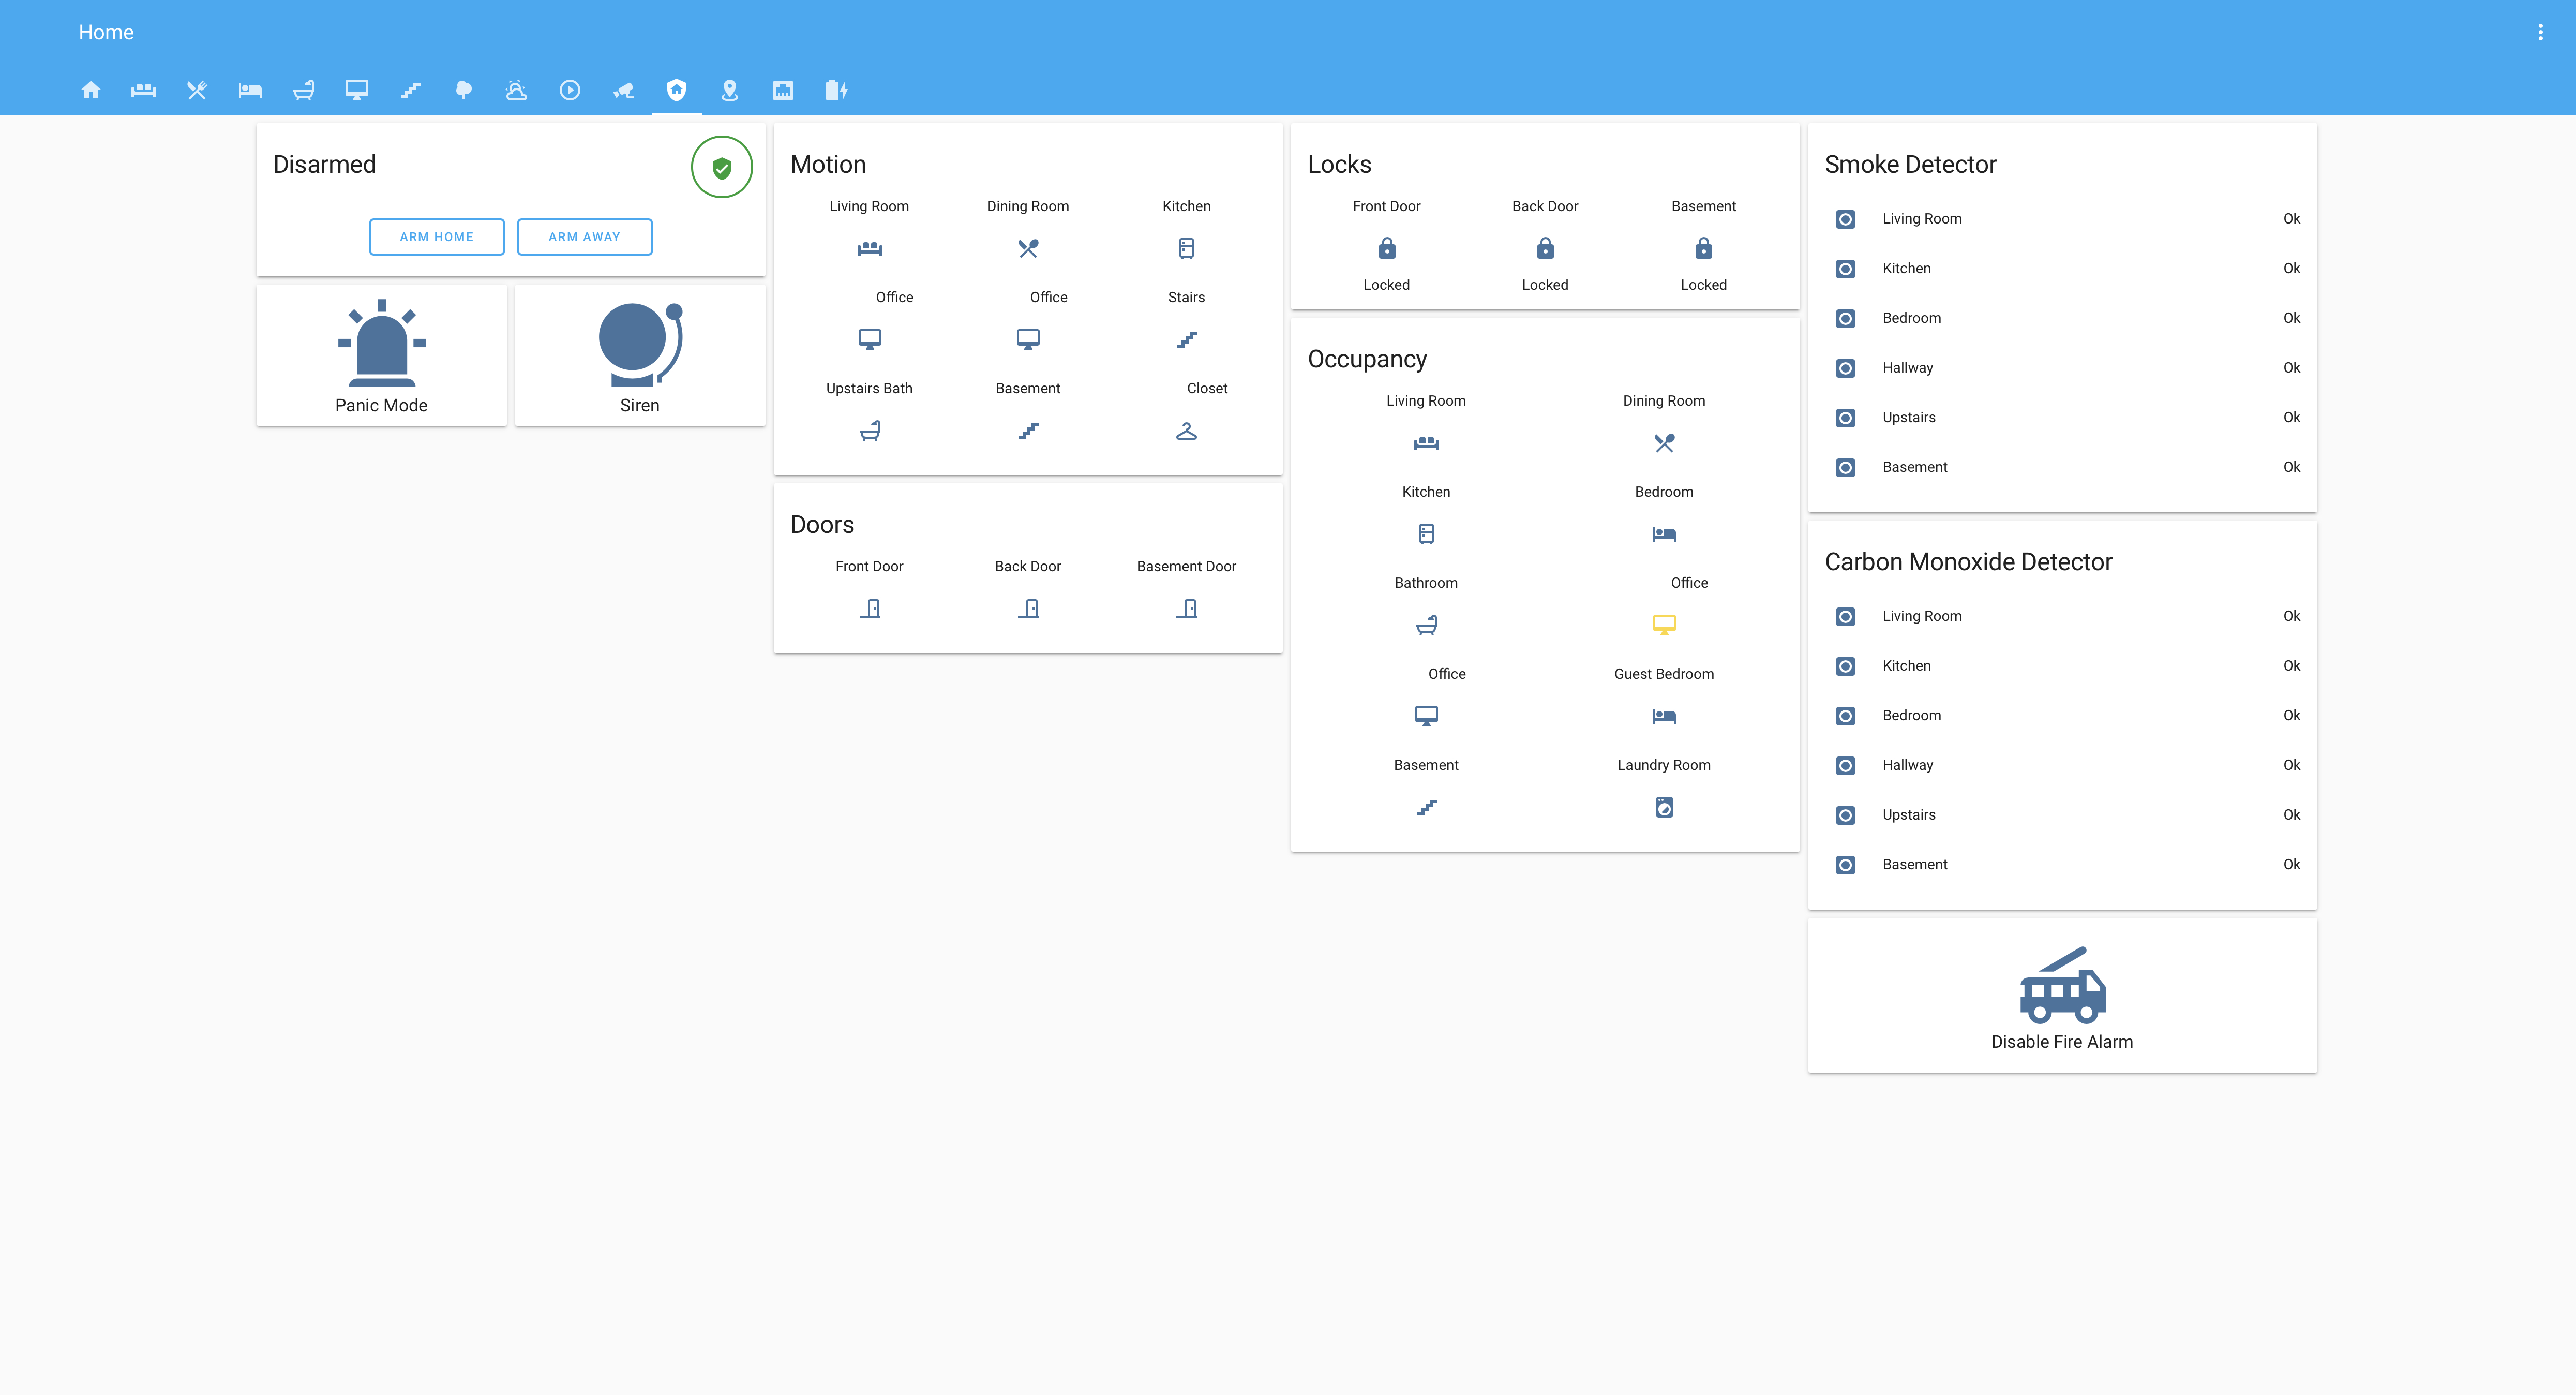 Home
Disarmed
ARM HOME ARM AWAY
Panic Mode Siren
Motion
Living Room Dining Room Kitchen
Office Office Stairs
Upstairs Bath Basement Closet
Doors
Front Door Back Door Basement Door
Locks
Front Door Back Door Basement
Locked Locked Locked
Occupancy
Living Room Dining Room
Kitchen Bedroom
Bathroom Office
Office Guest Bedroom
Basement Laundry Room
Smoke Detector
Living Room Ok
Kitchen Ok
Bedroom Ok
Hallway Ok
Upstairs Ok
Basement Ok
Carbon Monoxide Detector
Living Room Ok
Kitchen Ok
Bedroom Ok
Hallway Ok
Upstairs Ok
Basement Ok
Disable Fire Alarm